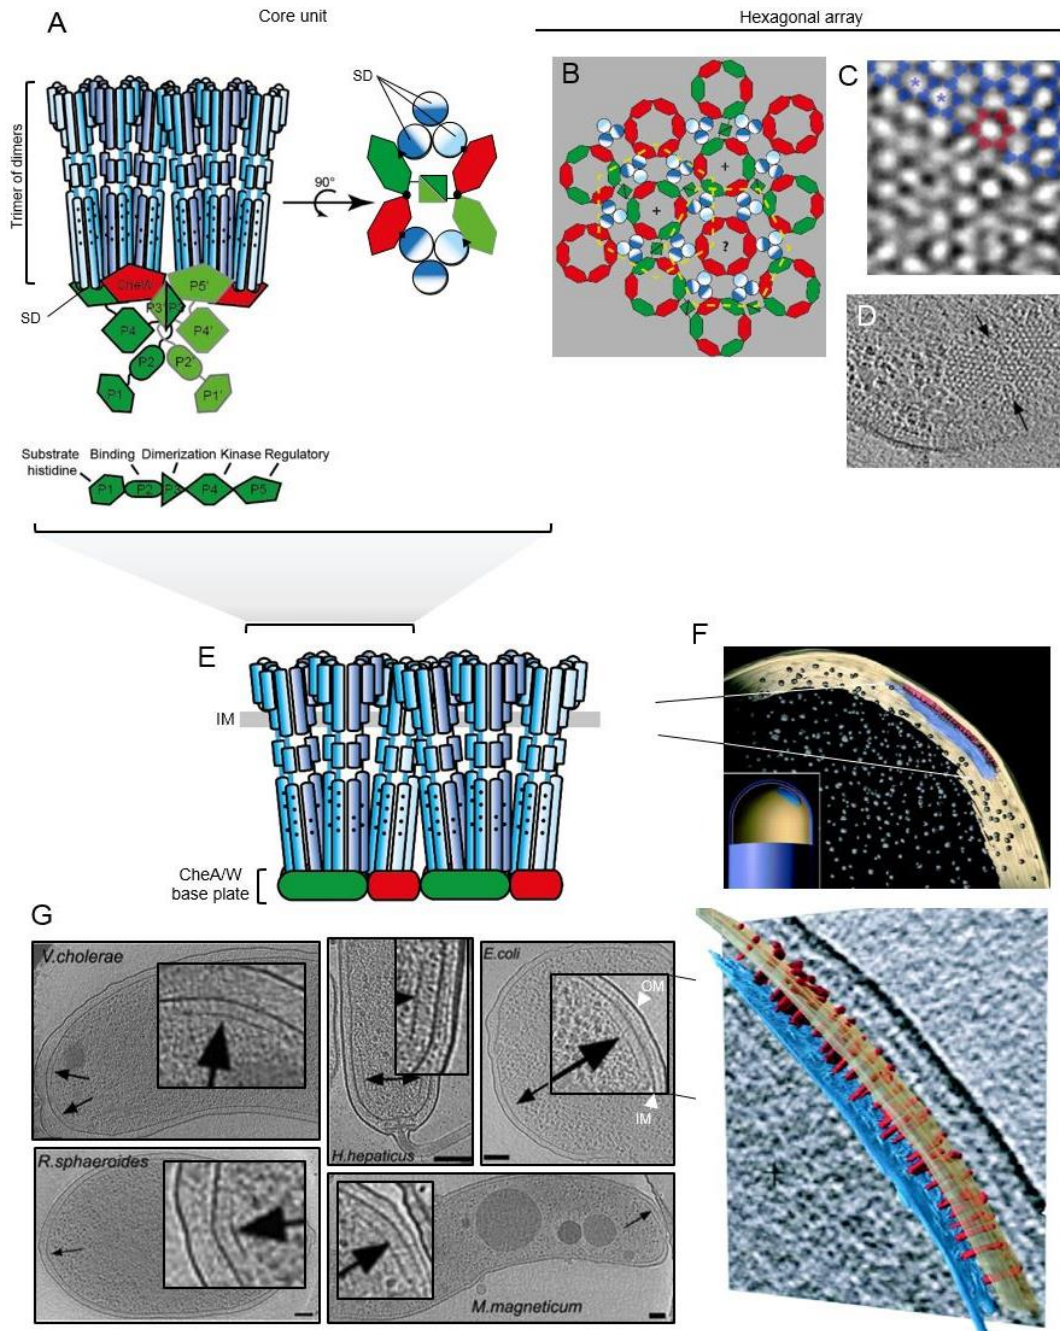 A
Core unit
Hexagonal array
Trimer of dimers
SD
90°
SD
CheW
P5'
P3'
P3
P4
P4'
P2
P2'
P1
P1'
Substrate histidine
Binding
Dimerization
Kinase
Regulatory
P1
P2
P3
P4
P5
B
+
+
?
C
*
*
D
E
IM
CheA/W
base plate
F
G
V.cholerae
H.hepaticus
E.coli
OM
IM
R.sphaeroides
M.magneticum